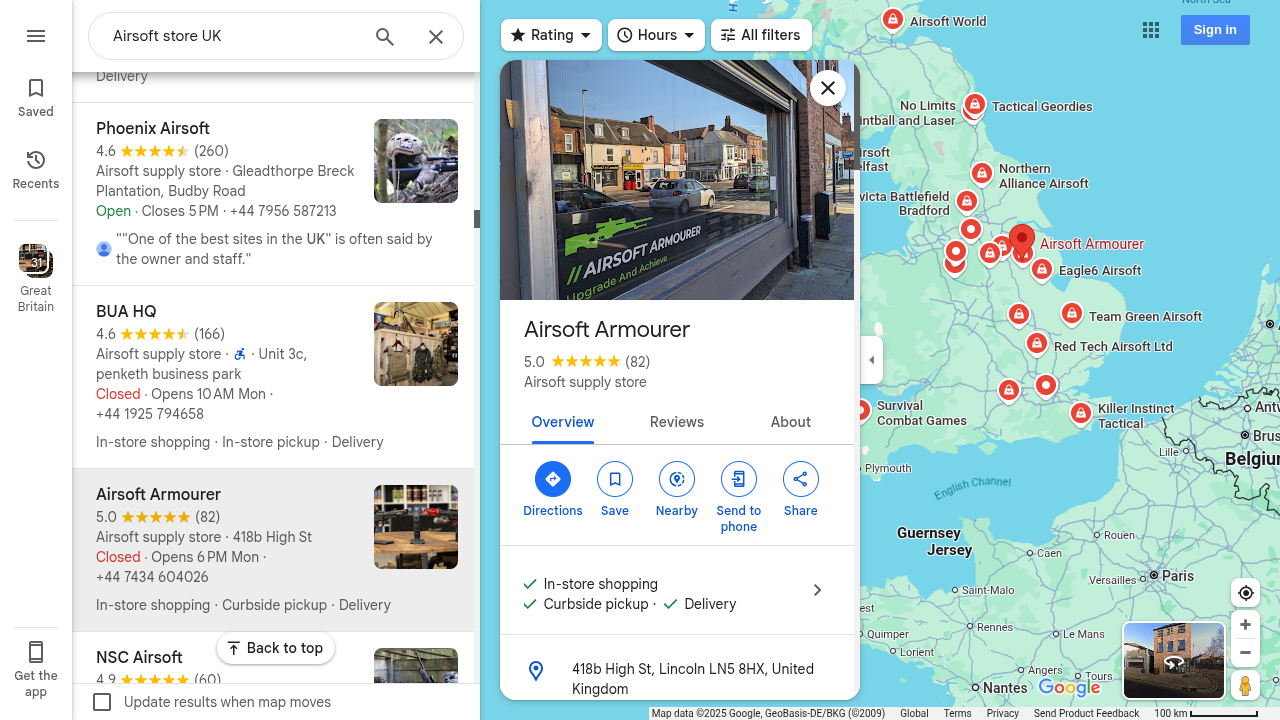 Airsoft store UK
Saved
Recents
31
Great
Britain
Get the
app
Delivery
Phoenix Airsoft
4.6 (260)
Airsoft supply store · Gleadthorpe Breck
Plantation, Budby Road
Open · Closes 5 PM · +44 7956 587213
""One of the best sites in the UK" is often said by
the owner and staff."
BUA HQ
4.6 (166)
Airsoft supply store · · Unit 3c,
penketh business park
Closed · Opens 10 AM Mon ·
+44 1925 794658
In-store shopping · In-store pickup · Delivery
Airsoft Armourer
5.0 (82)
Airsoft supply store · 418b High St
Closed · Opens 6 PM Mon ·
+44 7434 604026
In-store shopping · Curbside pickup · Delivery
NSC Airsoft
4.9 (60)
Back to top
Update results when map moves
Rating
Hours
All filters
//AIRSOFT ARMOURER
Upgrade And Achieve
Airsoft Armourer
5.0 (82)
Airsoft supply store
Overview
Reviews
About
Directions
Save
Nearby
Send to
phone
Share
In-store shopping
Curbside pickup · Delivery
418b High St, Lincoln LN5 8HX, United
Kingdom
Sign in
North Sea
Airsoft World
No Limits
intball and Laser
Tactical Geordies
irsoft
elfast
Northern
Alliance Airsoft
victa Battlefield
Bradford
Airsoft Armourer
Eagle6 Airsoft
Team Green Airsoft
Red Tech Airsoft Ltd
Survival
Combat Games
Killer Instinct
Tactical
Antw
Brus
Belgium
Lille
Plymouth
English Channel
Guernsey
Jersey
Caen
Rouen
Versailles
Paris
Saint-Malo
est
Quimper
Rennes
Le Mans
Lorient
Angers
Tours
Nantes
Google
Map data ©2025 Google, GeoBasis-DE/BKG (©2009) Global Terms Privacy Send Product Feedback 100 km